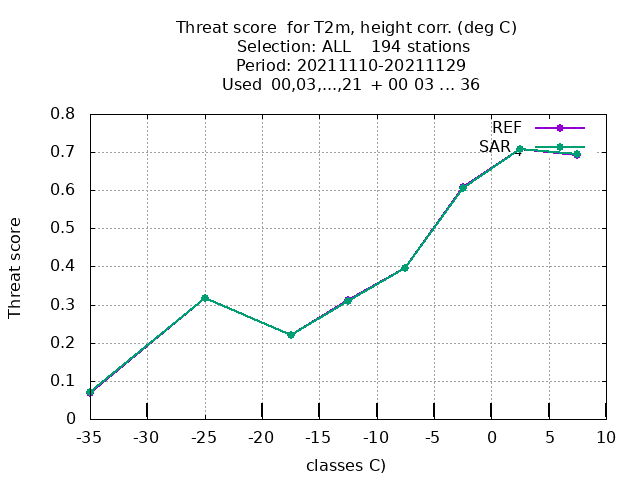 Threat score  for T2m, height corr. (deg C)
Selection: ALL    194 stations
Period: 20211110-20211129
Used  00,03,...,21  + 00 03 ... 36
0.8
0.7
0.6
0.5
0.4
0.3
0.2
0.1
0
Threat score
REF
SAR
-35 -30 -25 -20 -15 -10 -5 0 5 10
classes C)